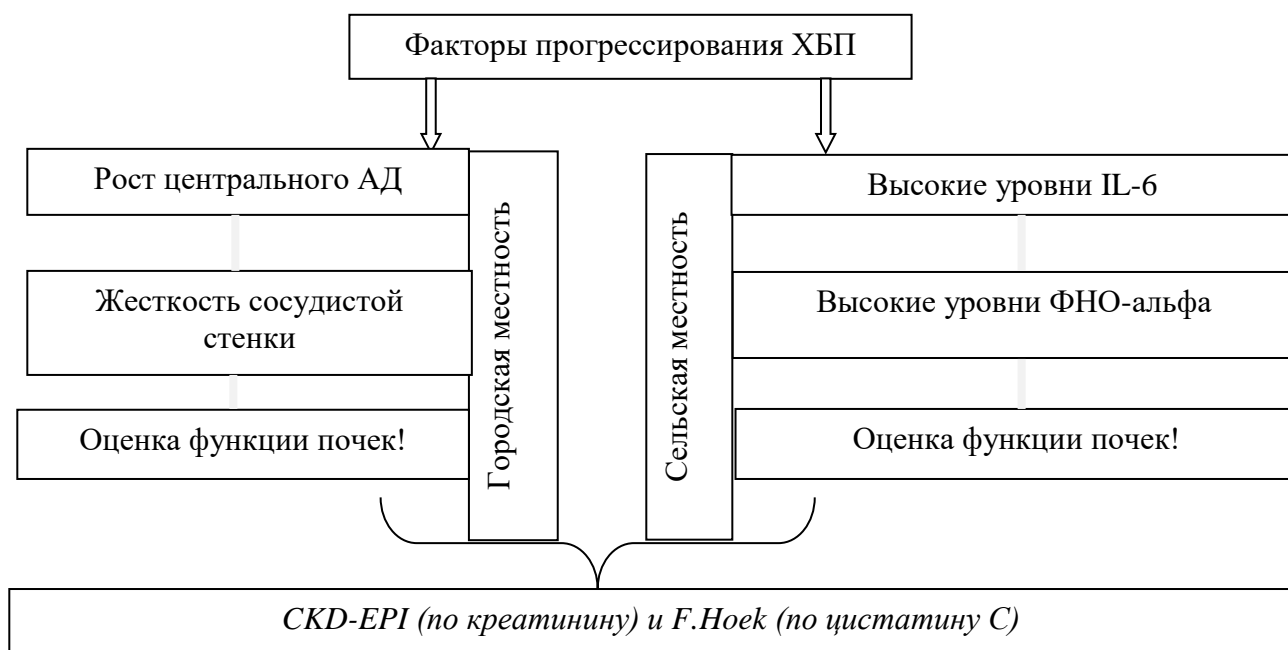 Факторы прогрессирования ХБП
Рост центрального АД
Жесткость сосудистой
стенки
Оценка функции почек!
Городская местность
Сельская местность
Высокие уровни IL-6
Высокие уровни ФНО-альфа
Оценка функции почек!
CKD-EPI (по креатинину) и F.Hoek (по цистатину С)